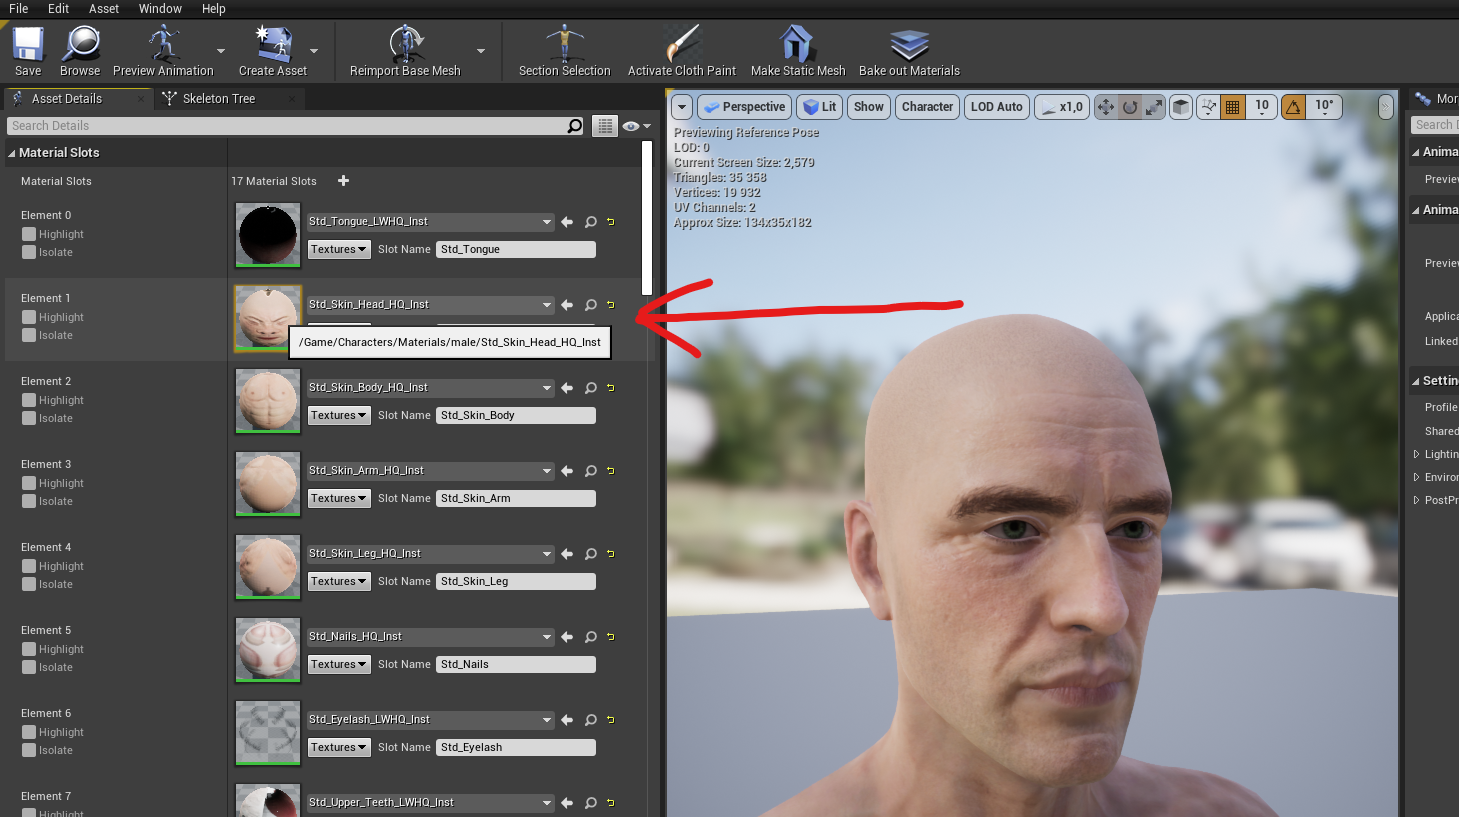 File Edit Asset Window Help
Save Browse Preview Animation Create Asset Reimport Base Mesh Section Selection Activate Cloth Paint Make Static Mesh Bake out Materials
Asset Details Skeleton Tree
Search Details
Material Slots
Material Slots 17 Material Slots
Element 0
Highlight
Isolate
Std_Tongue_LWHQ_Inst
Textures Slot Name Std_Tongue
Element 1
Highlight
Isolate
Std_Skin_Head_HQ_Inst
/Game/Characters/Materials/male/Std_Skin_Head_HQ_Inst
Element 2
Highlight
Isolate
Std_Skin_Body_HQ_Inst
Textures Slot Name Std_Skin_Body
Element 3
Highlight
Isolate
Std_Skin_Arm_HQ_Inst
Textures Slot Name Std_Skin_Arm
Element 4
Highlight
Isolate
Std_Skin_Leg_HQ_Inst
Textures Slot Name Std_Skin_Leg
Element 5
Highlight
Isolate
Std_Nails_HQ_Inst
Textures Slot Name Std_Nails
Element 6
Highlight
Isolate
Std_Eyelash_LWHQ_Inst
Textures Slot Name Std_Eyelash
Element 7
Highlight
Std_Upper_Teeth_LWHQ_Inst
Perspective Lit Show Character LOD Auto x1,0 10 10°
Previewing Reference Pose
LOD: 0
Current Screen Size: 2,579
Triangles: 35 358
Vertices: 19 932
UV Channels: 2
Approx Size: 134x35x182
Mor
Search D
Anima
Previe
Anima
Previe
Applica
Linked
Settin
Profile
Shared
Lightin
Enviro
PostPr